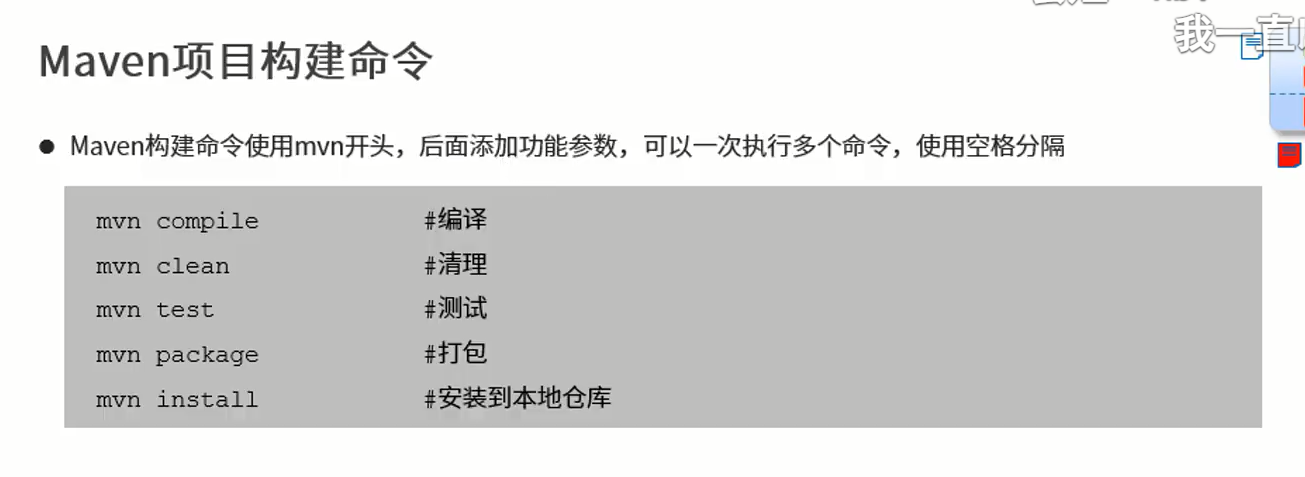 Maven项目构建命令
我一直
● Maven构建命令使用mvn开头，后面添加功能参数，可以一次执行多个命令，使用空格分隔
mvn compile #编译
mvn clean #清理
mvn test #测试
mvn package #打包
mvn install #安装到本地仓库